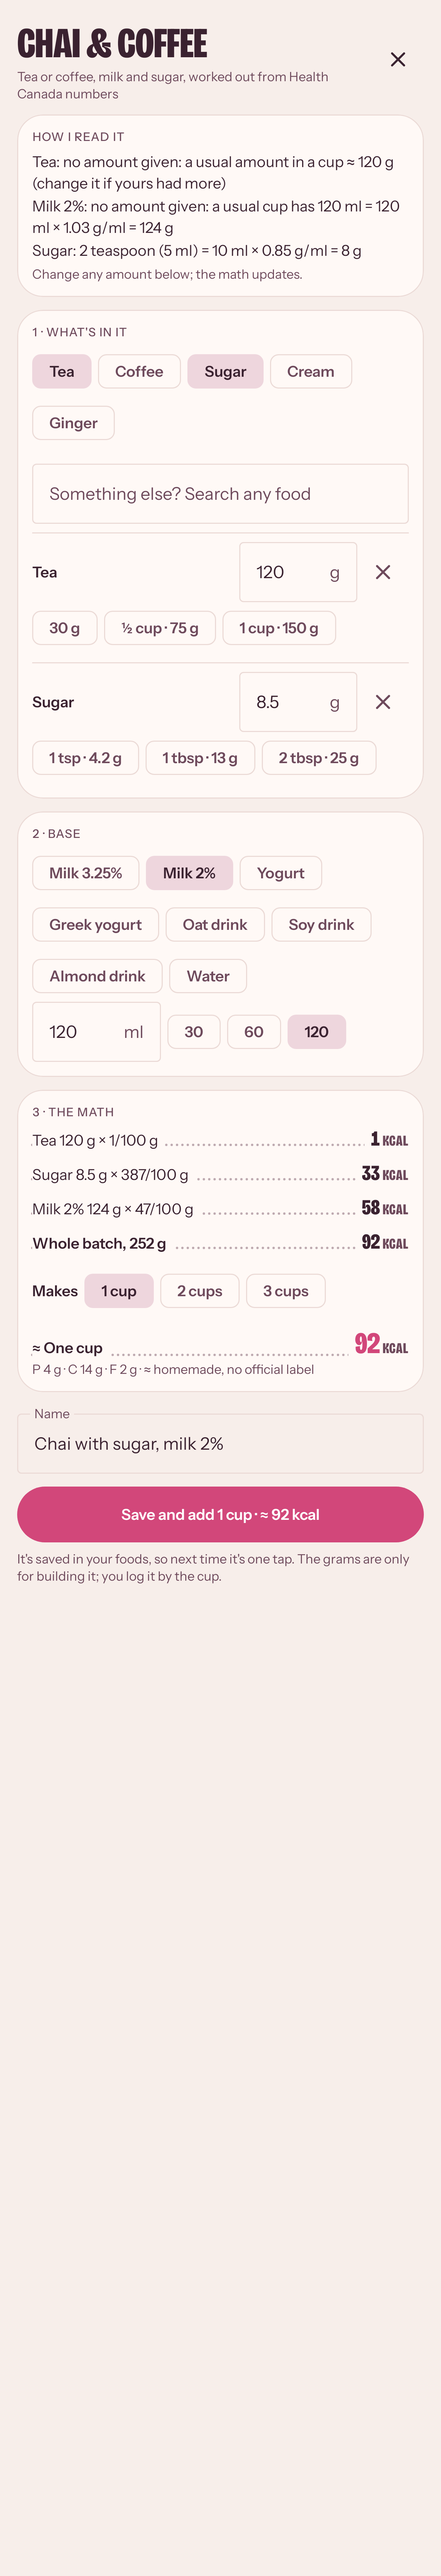 CHAI & COFFEE
Tea or coffee, milk and sugar, worked out from Health
Canada numbers
HOW I READ IT
Tea: no amount given: a usual amount in a cup ≈ 120 g
(change it if yours had more)
Milk 2%: no amount given: a usual cup has 120 ml = 120
ml × 1.03 g/ml = 124 g
Sugar: 2 teaspoon (5 ml) = 10 ml × 0.85 g/ml = 8 g
Change any amount below; the math updates.
1 · WHAT'S IN IT
Tea Coffee Sugar Cream
Ginger
Something else? Search any food
Tea 120 g
30 g ½ cup · 75 g 1 cup · 150 g
Sugar 8.5 g
1 tsp · 4.2 g 1 tbsp · 13 g 2 tbsp · 25 g
2 · BASE
Milk 3.25% Milk 2% Yogurt
Greek yogurt Oat drink Soy drink
Almond drink Water
120 ml 30 60 120
3 · THE MATH
Tea 120 g × 1/100 g 1 KCAL
Sugar 8.5 g × 387/100 g 33 KCAL
Milk 2% 124 g × 47/100 g 58 KCAL
Whole batch, 252 g 92 KCAL
Makes 1 cup 2 cups 3 cups
≈ One cup 92 KCAL
P 4 g · C 14 g · F 2 g · ≈ homemade, no official label
Name
Chai with sugar, milk 2%
Save and add 1 cup · ≈ 92 kcal
It's saved in your foods, so next time it's one tap. The grams are only
for building it; you log it by the cup.